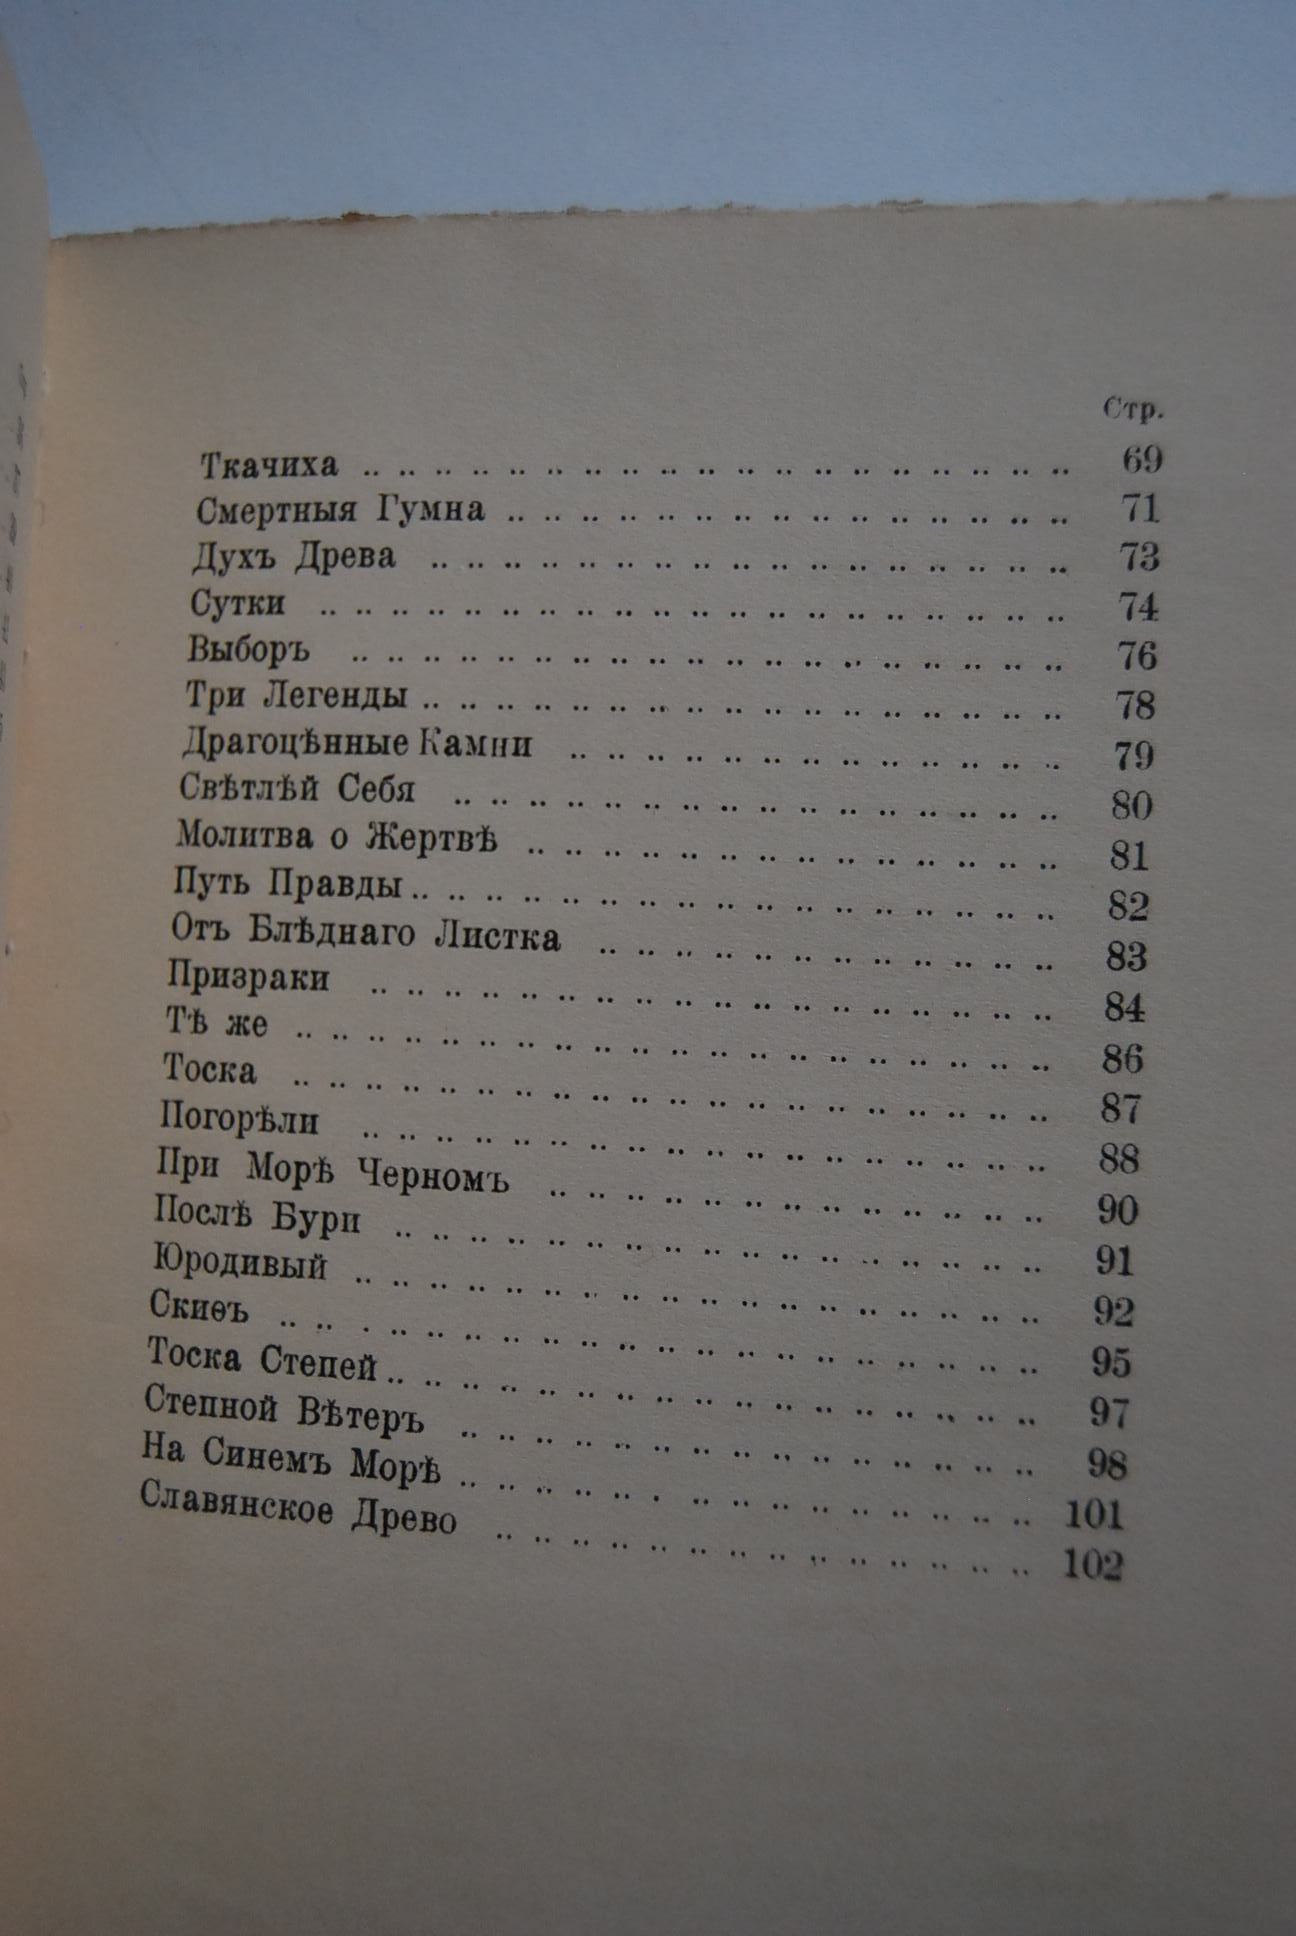 Стр.
Ткачиха .. .. .. .. .. .. .. .. .. .. .. .. .. .. .. .. .. .. .. 69
Смертныя Гумна .. .. .. .. .. .. .. .. .. .. .. .. .. .. .. 71
Духъ Древа .. .. .. .. .. .. .. .. .. .. .. .. .. .. .. .. .. 73
Сутки .. .. .. .. .. .. .. .. .. .. .. .. .. .. .. .. .. .. .. .. 74
Выборъ .. .. .. .. .. .. .. .. .. .. .. .. .. .. .. .. .. .. .. 76
Три Легенды .. .. .. .. .. .. .. .. .. .. .. .. .. .. .. .. .. 78
Драгоцѣнные Камни .. .. .. .. .. .. .. .. .. .. .. .. .. 79
Свѣтлѣй Себя .. .. .. .. .. .. .. .. .. .. .. .. .. .. .. .. 80
Молитва о Жертвѣ .. .. .. .. .. .. .. .. .. .. .. .. .. .. 81
Путь Правды .. .. .. .. .. .. .. .. .. .. .. .. .. .. .. .. .. 82
Отъ Блѣднаго Листка .. .. .. .. .. .. .. .. .. .. .. .. 83
Призраки .. .. .. .. .. .. .. .. .. .. .. .. .. .. .. .. .. .. 84
Тѣ же .. .. .. .. .. .. .. .. .. .. .. .. .. .. .. .. .. .. .. .. 86
Тоска .. .. .. .. .. .. .. .. .. .. .. .. .. .. .. .. .. .. .. .. 87
Погорѣли .. .. .. .. .. .. .. .. .. .. .. .. .. .. .. .. .. .. 88
При Морѣ Черномъ .. .. .. .. .. .. .. .. .. .. .. .. .. 90
Послѣ Бури .. .. .. .. .. .. .. .. .. .. .. .. .. .. .. .. .. 91
Юродивый .. .. .. .. .. .. .. .. .. .. .. .. .. .. .. .. .. .. 92
Скиѳъ .. .. . .. .. .. .. .. .. .. .. .. .. .. .. .. .. .. .. .. 95
Тоска Степей .. .. .. .. .. .. .. .. .. .. .. .. .. .. .. .. .. 97
Степной Вѣтеръ .. .. .. .. .. .. .. .. .. .. .. .. .. .. .. 98
На Синемъ Морѣ .. .. .. .. .. . .. .. .. .. .. .. .. .. .. 101
Славянское Древо .. .. .. .. .. .. .. .. .. .. .. .. .. .. 102